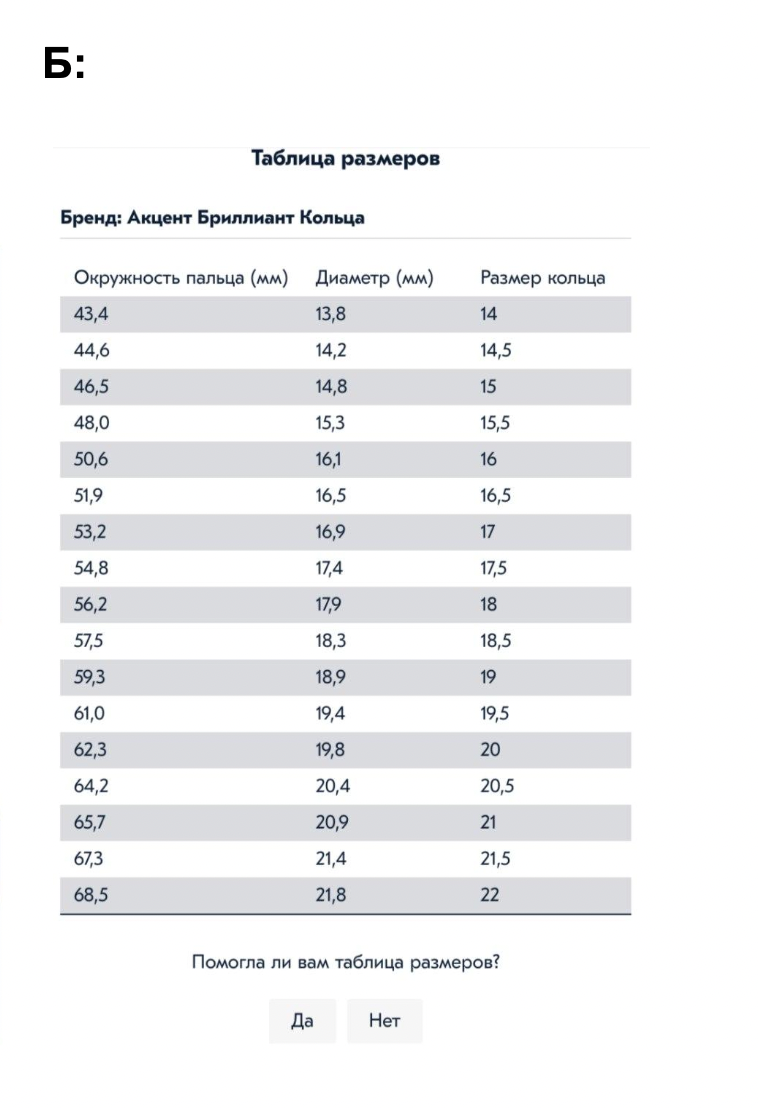 Б:
Таблица размеров
Бренд: Акцент Бриллиант Кольца
Окружность пальца (мм) Диаметр (мм) Размер кольца
43,4 13,8 14
44,6 14,2 14,5
46,5 14,8 15
48,0 15,3 15,5
50,6 16,1 16
51,9 16,5 16,5
53,2 16,9 17
54,8 17,4 17,5
56,2 17,9 18
57,5 18,3 18,5
59,3 18,9 19
61,0 19,4 19,5
62,3 19,8 20
64,2 20,4 20,5
65,7 20,9 21
67,3 21,4 21,5
68,5 21,8 22
Помогла ли вам таблица размеров?
Да Нет